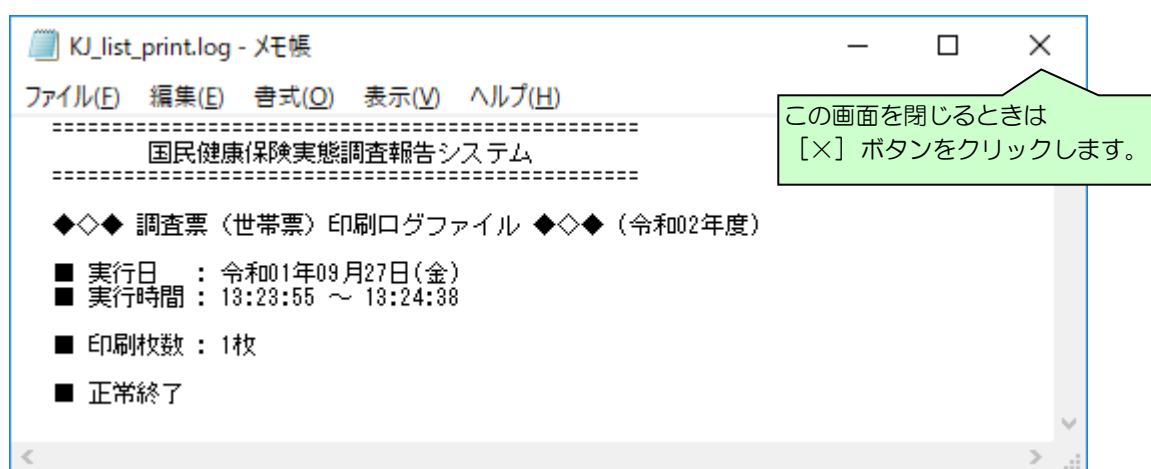 KJ_list_print.log - メモ帳
ファイル(F) 編集(E) 書式(O) 表示(V) ヘルプ(H)
この画面を閉じるときは
［×］ボタンをクリックします。
=================================================
国民健康保険実態調査報告システム
=================================================
◆◇◆ 調査票（世帯票）印刷ログファイル ◆◇◆（令和02年度）
■ 実行日　： 令和01年09月27日(金)
■ 実行時間： 13:23:55 ～ 13:24:38
■ 印刷枚数： 1枚
■ 正常終了